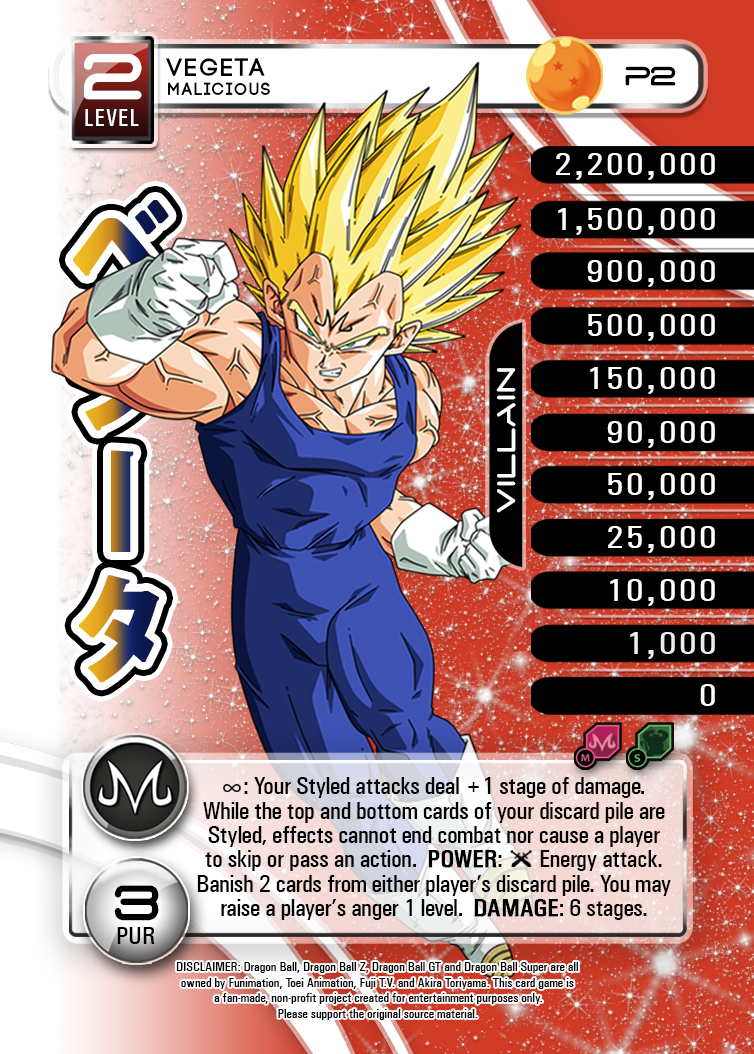 2
LEVEL
VEGETA
MALICIOUS
P2
ベジータ
2,200,000
1,500,000
900,000
500,000
150,000
90,000
50,000
25,000
10,000
1,000
0
VILLAIN
M
S
∞: Your Styled attacks deal +1 stage of damage.
While the top and bottom cards of your discard pile are
Styled, effects cannot end combat nor cause a player
to skip or pass an action. POWER: Energy attack.
Banish 2 cards from either player's discard pile. You may
raise a player's anger 1 level. DAMAGE: 6 stages.
3
PUR
DISCLAIMER: Dragon Ball, Dragon Ball Z, Dragon Ball GT and Dragon Ball Super are all
owned by Funimation, Toei Animation, Fuji T.V. and Akira Toriyama. This card game is
a fan-made, non-profit project created for entertainment purposes only.
Please support the original source material.